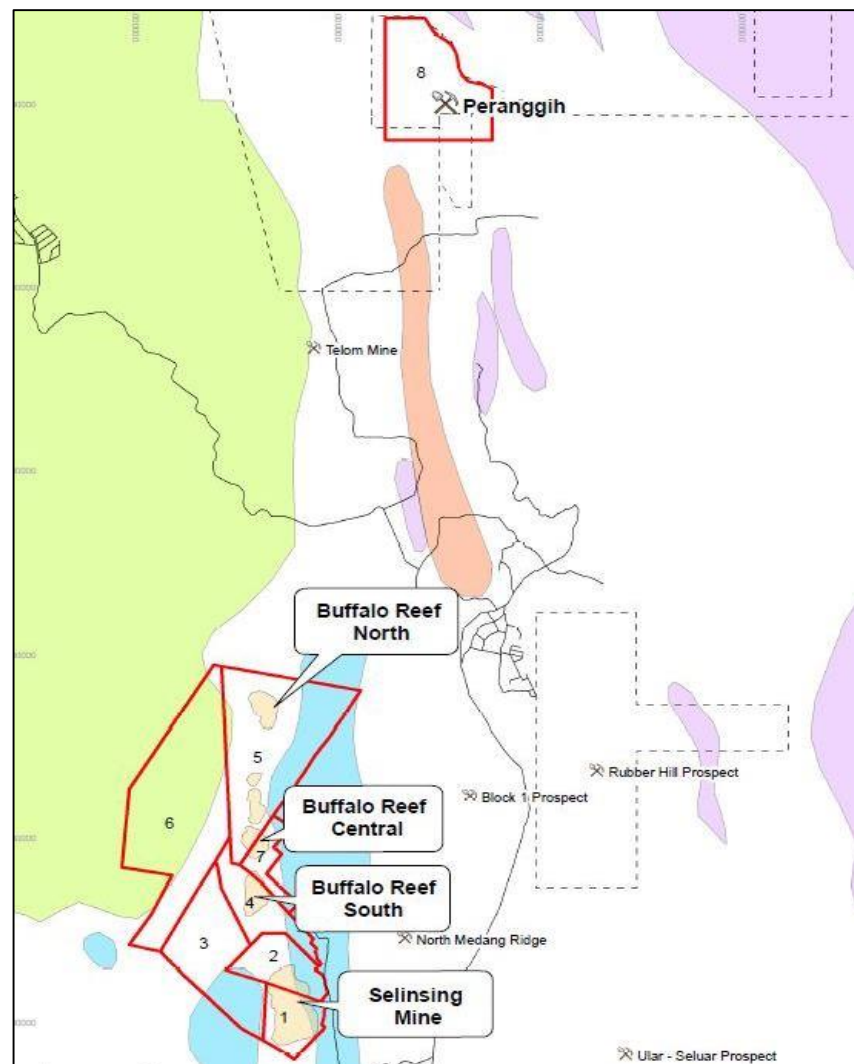 8
Peranggih
Telom Mine
Buffalo Reef
North
5
Rubber Hill Prospect
Block 1 Prospect
6
Buffalo Reef
Central
7
Buffalo Reef
South
4
3
North Medang Ridge
2
Selinsing
Mine
1
Ular - Seluar Prospect